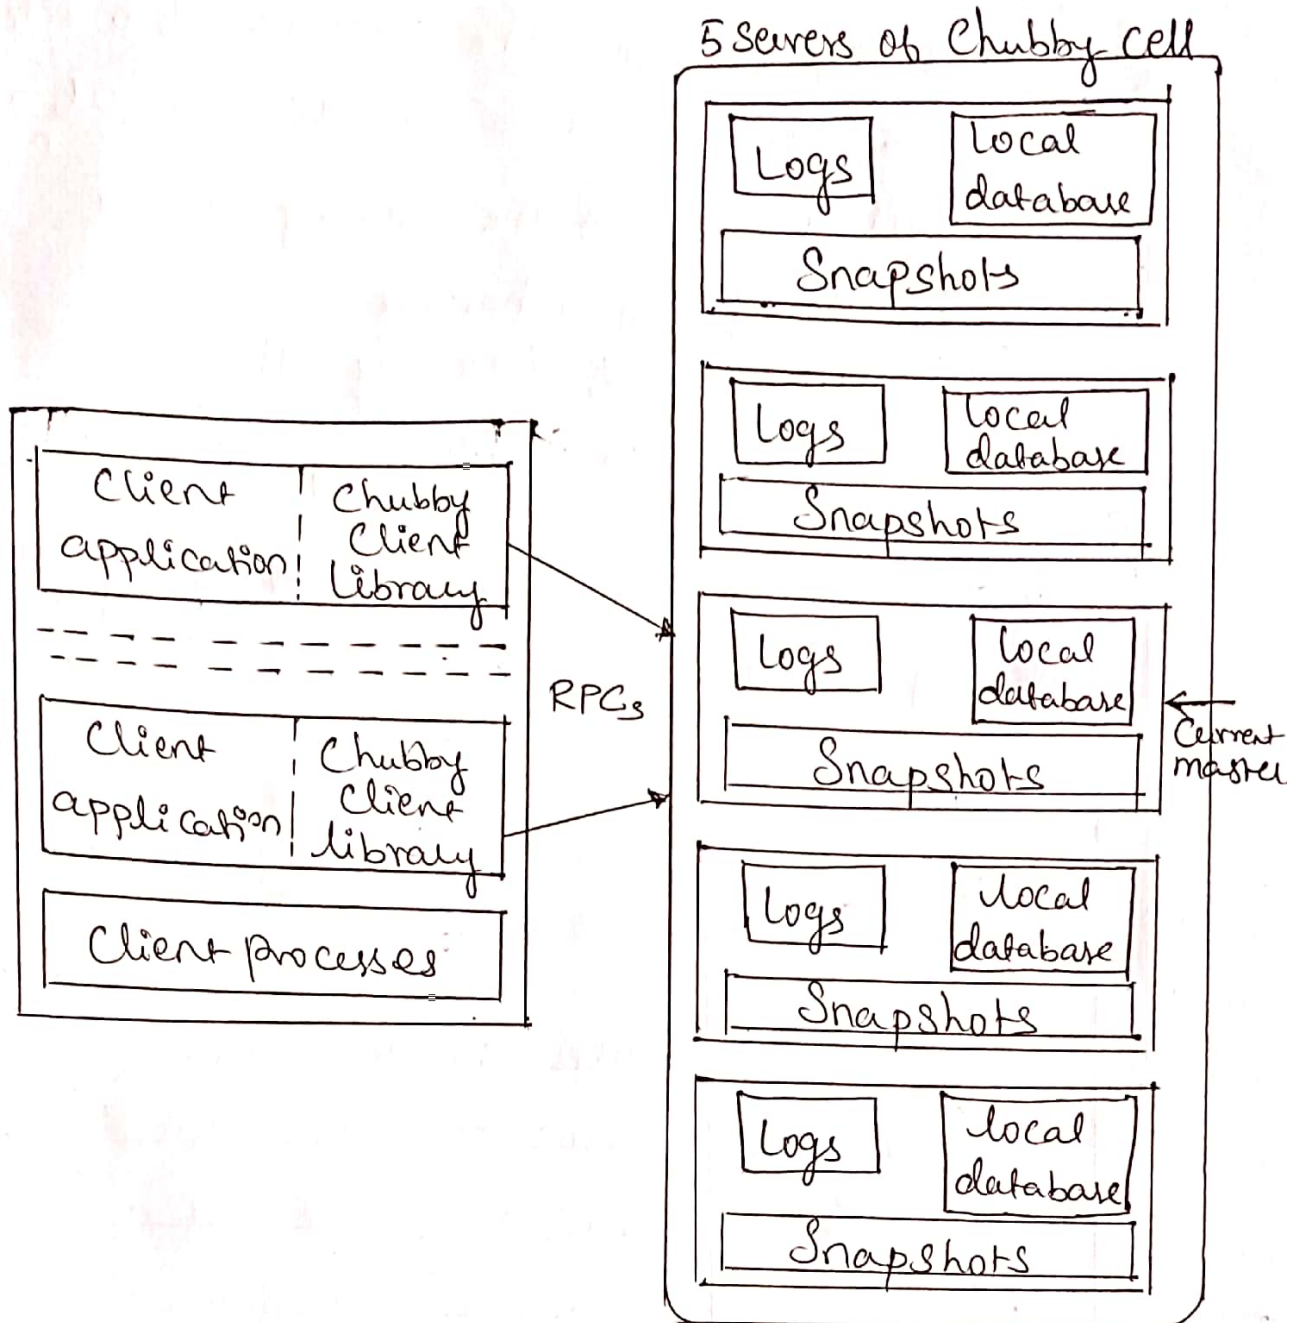 5 Servers of Chubby cell
Logs
Local
database
Snapshots
Logs
Local
database
Snapshots
Logs
Local
database
Snapshots
Current
master
Logs
local
database
Snapshots
Logs
local
database
Snapshots
Client
application
Chubby
Client
library
RPCs
Client
application
Chubby
Client
library
Client processes